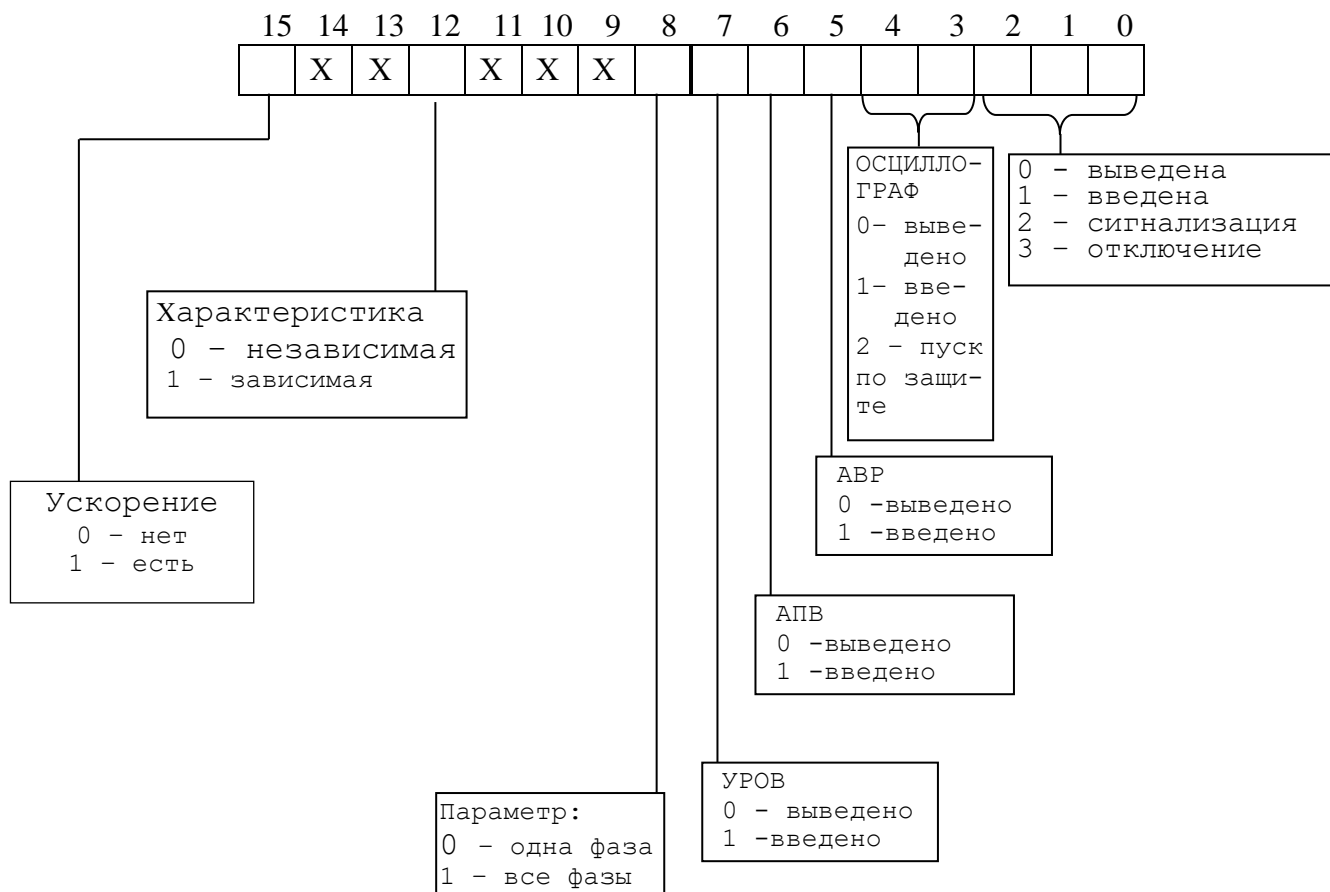 15 14 13 12 11 10 9 8 7 6 5 4 3 2 1 0
X X X X X
ОСЦИЛЛО-
ГРАФ
0– выве-
дено
1– вве-
дено
2 – пуск
по защи-
те
0 – выведена
1 – введена
2 – сигнализация
3 – отключение
Характеристика
0 – независимая
1 – зависимая
Ускорение
0 – нет
1 – есть
АВР
0 -выведено
1 -введено
АПВ
0 -выведено
1 -введено
УРОВ
0 - выведено
1 -введено
Параметр:
0 – одна фаза
1 – все фазы